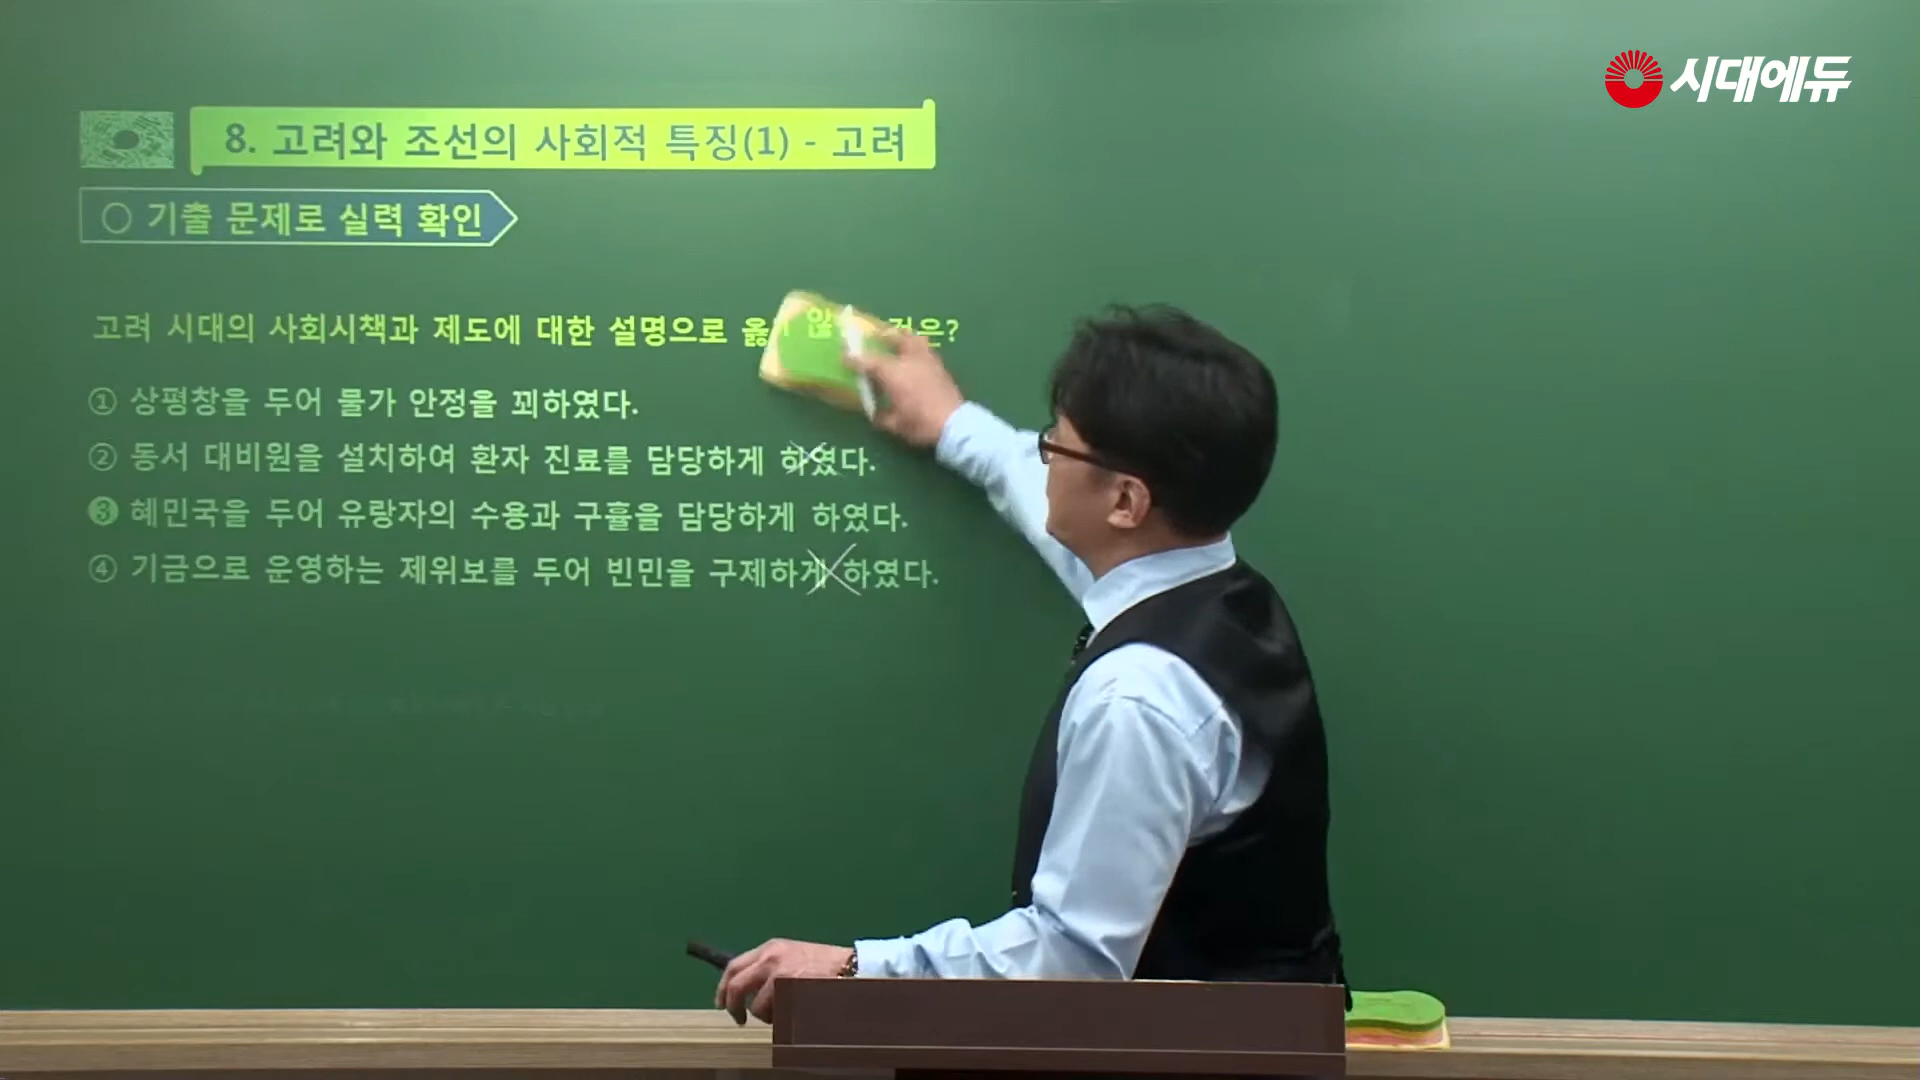 시대에듀
8. 고려와 조선의 사회적 특징(1) - 고려
○ 기출 문제로 실력 확인
고려 시대의 사회시책과 제도에 대한 설명으로
① 상평창을 두어 물가 안정을 꾀하였다.
② 동서 대비원을 설치하여 환자 진료를 담당하게 하였다.
❸ 혜민국을 두어 유랑자의 수용과 구휼을 담당하게 하였다.
④ 기금으로 운영하는 제위보를 두어 빈민을 구제하게 하였다.